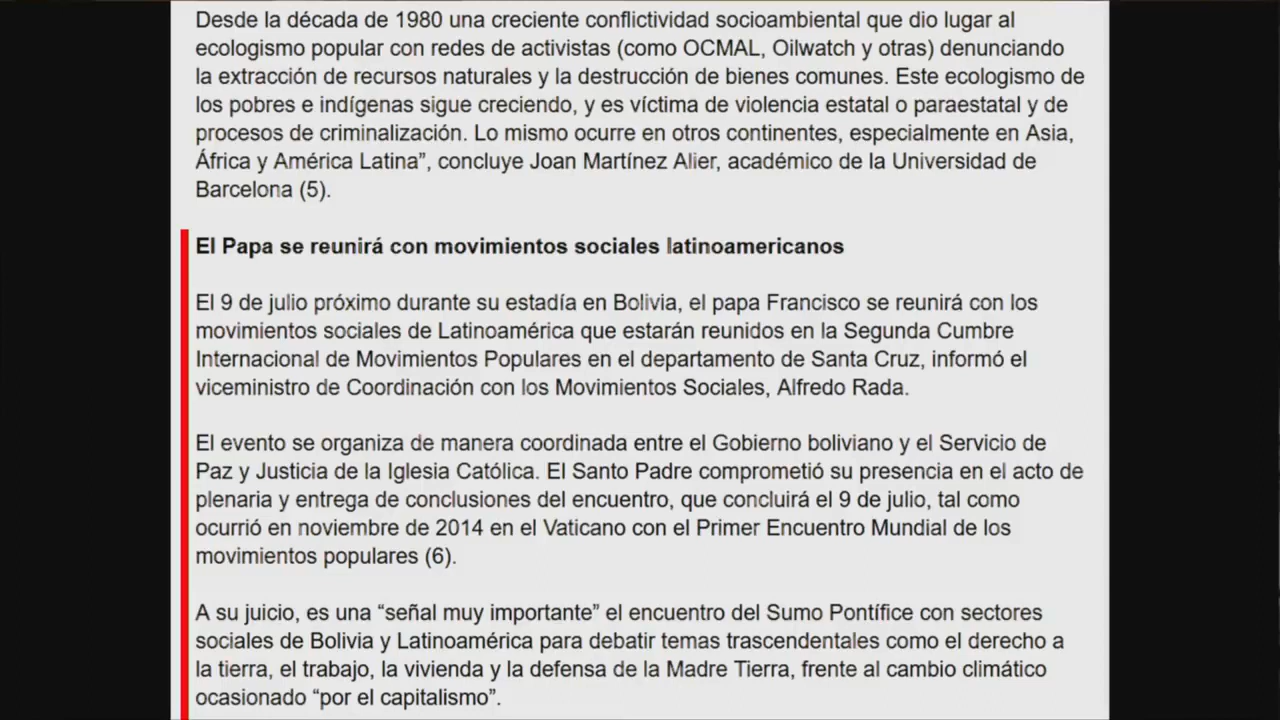 Desde la década de 1980 una creciente conflictividad socioambiental que dio lugar al
ecologismo popular con redes de activistas (como OCMAL, Oilwatch y otras) denunciando
la extracción de recursos naturales y la destrucción de bienes comunes. Este ecologismo de
los pobres e indígenas sigue creciendo, y es víctima de violencia estatal o paraestatal y de
procesos de criminalización. Lo mismo ocurre en otros continentes, especialmente en Asia,
África y América Latina”, concluye Joan Martínez Alier, académico de la Universidad de
Barcelona (5).
El Papa se reunirá con movimientos sociales latinoamericanos
El 9 de julio próximo durante su estadía en Bolivia, el papa Francisco se reunirá con los
movimientos sociales de Latinoamérica que estarán reunidos en la Segunda Cumbre
Internacional de Movimientos Populares en el departamento de Santa Cruz, informó el
viceministro de Coordinación con los Movimientos Sociales, Alfredo Rada.
El evento se organiza de manera coordinada entre el Gobierno boliviano y el Servicio de
Paz y Justicia de la Iglesia Católica. El Santo Padre comprometió su presencia en el acto de
plenaria y entrega de conclusiones del encuentro, que concluirá el 9 de julio, tal como
ocurrió en noviembre de 2014 en el Vaticano con el Primer Encuentro Mundial de los
movimientos populares (6).
A su juicio, es una “señal muy importante” el encuentro del Sumo Pontífice con sectores
sociales de Bolivia y Latinoamérica para debatir temas trascendentales como el derecho a
la tierra, el trabajo, la vivienda y la defensa de la Madre Tierra, frente al cambio climático
ocasionado “por el capitalismo”.